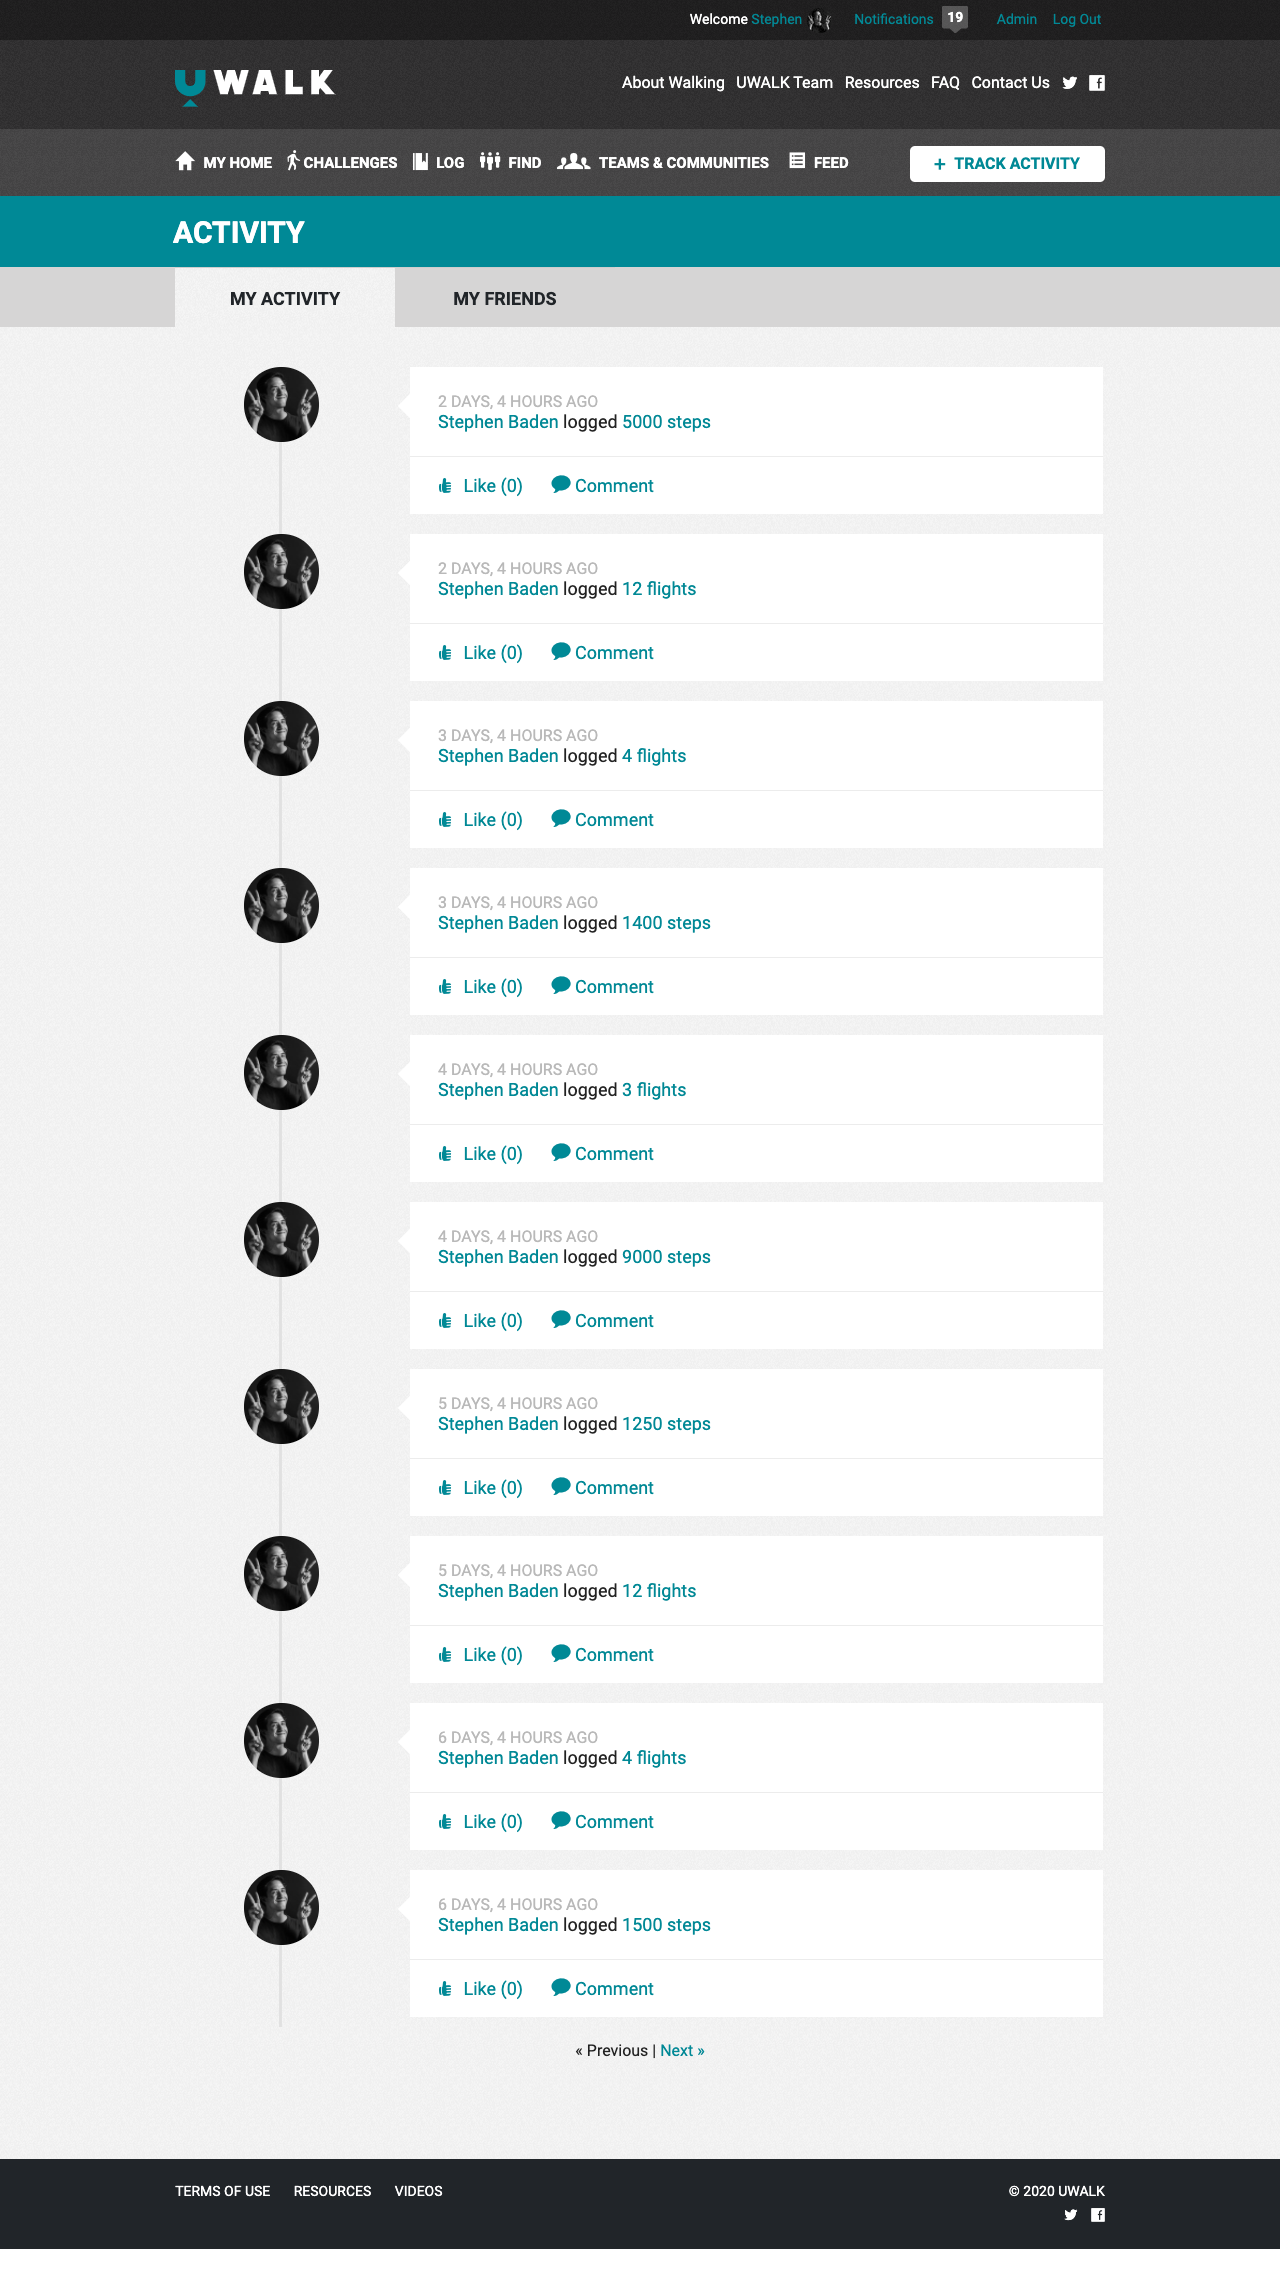 Welcome Stephen Notifications 19 Admin Log Out
UWALK
About Walking UWALK Team Resources FAQ Contact Us
MY HOME CHALLENGES LOG FIND TEAMS & COMMUNITIES FEED + TRACK ACTIVITY
ACTIVITY
MY ACTIVITY MY FRIENDS
2 DAYS, 4 HOURS AGO
Stephen Baden logged 5000 steps
Like (0) Comment
2 DAYS, 4 HOURS AGO
Stephen Baden logged 12 flights
Like (0) Comment
3 DAYS, 4 HOURS AGO
Stephen Baden logged 4 flights
Like (0) Comment
3 DAYS, 4 HOURS AGO
Stephen Baden logged 1400 steps
Like (0) Comment
4 DAYS, 4 HOURS AGO
Stephen Baden logged 3 flights
Like (0) Comment
4 DAYS, 4 HOURS AGO
Stephen Baden logged 9000 steps
Like (0) Comment
5 DAYS, 4 HOURS AGO
Stephen Baden logged 1250 steps
Like (0) Comment
5 DAYS, 4 HOURS AGO
Stephen Baden logged 12 flights
Like (0) Comment
6 DAYS, 4 HOURS AGO
Stephen Baden logged 4 flights
Like (0) Comment
6 DAYS, 4 HOURS AGO
Stephen Baden logged 1500 steps
Like (0) Comment
« Previous | Next »
TERMS OF USE RESOURCES VIDEOS © 2020 UWALK